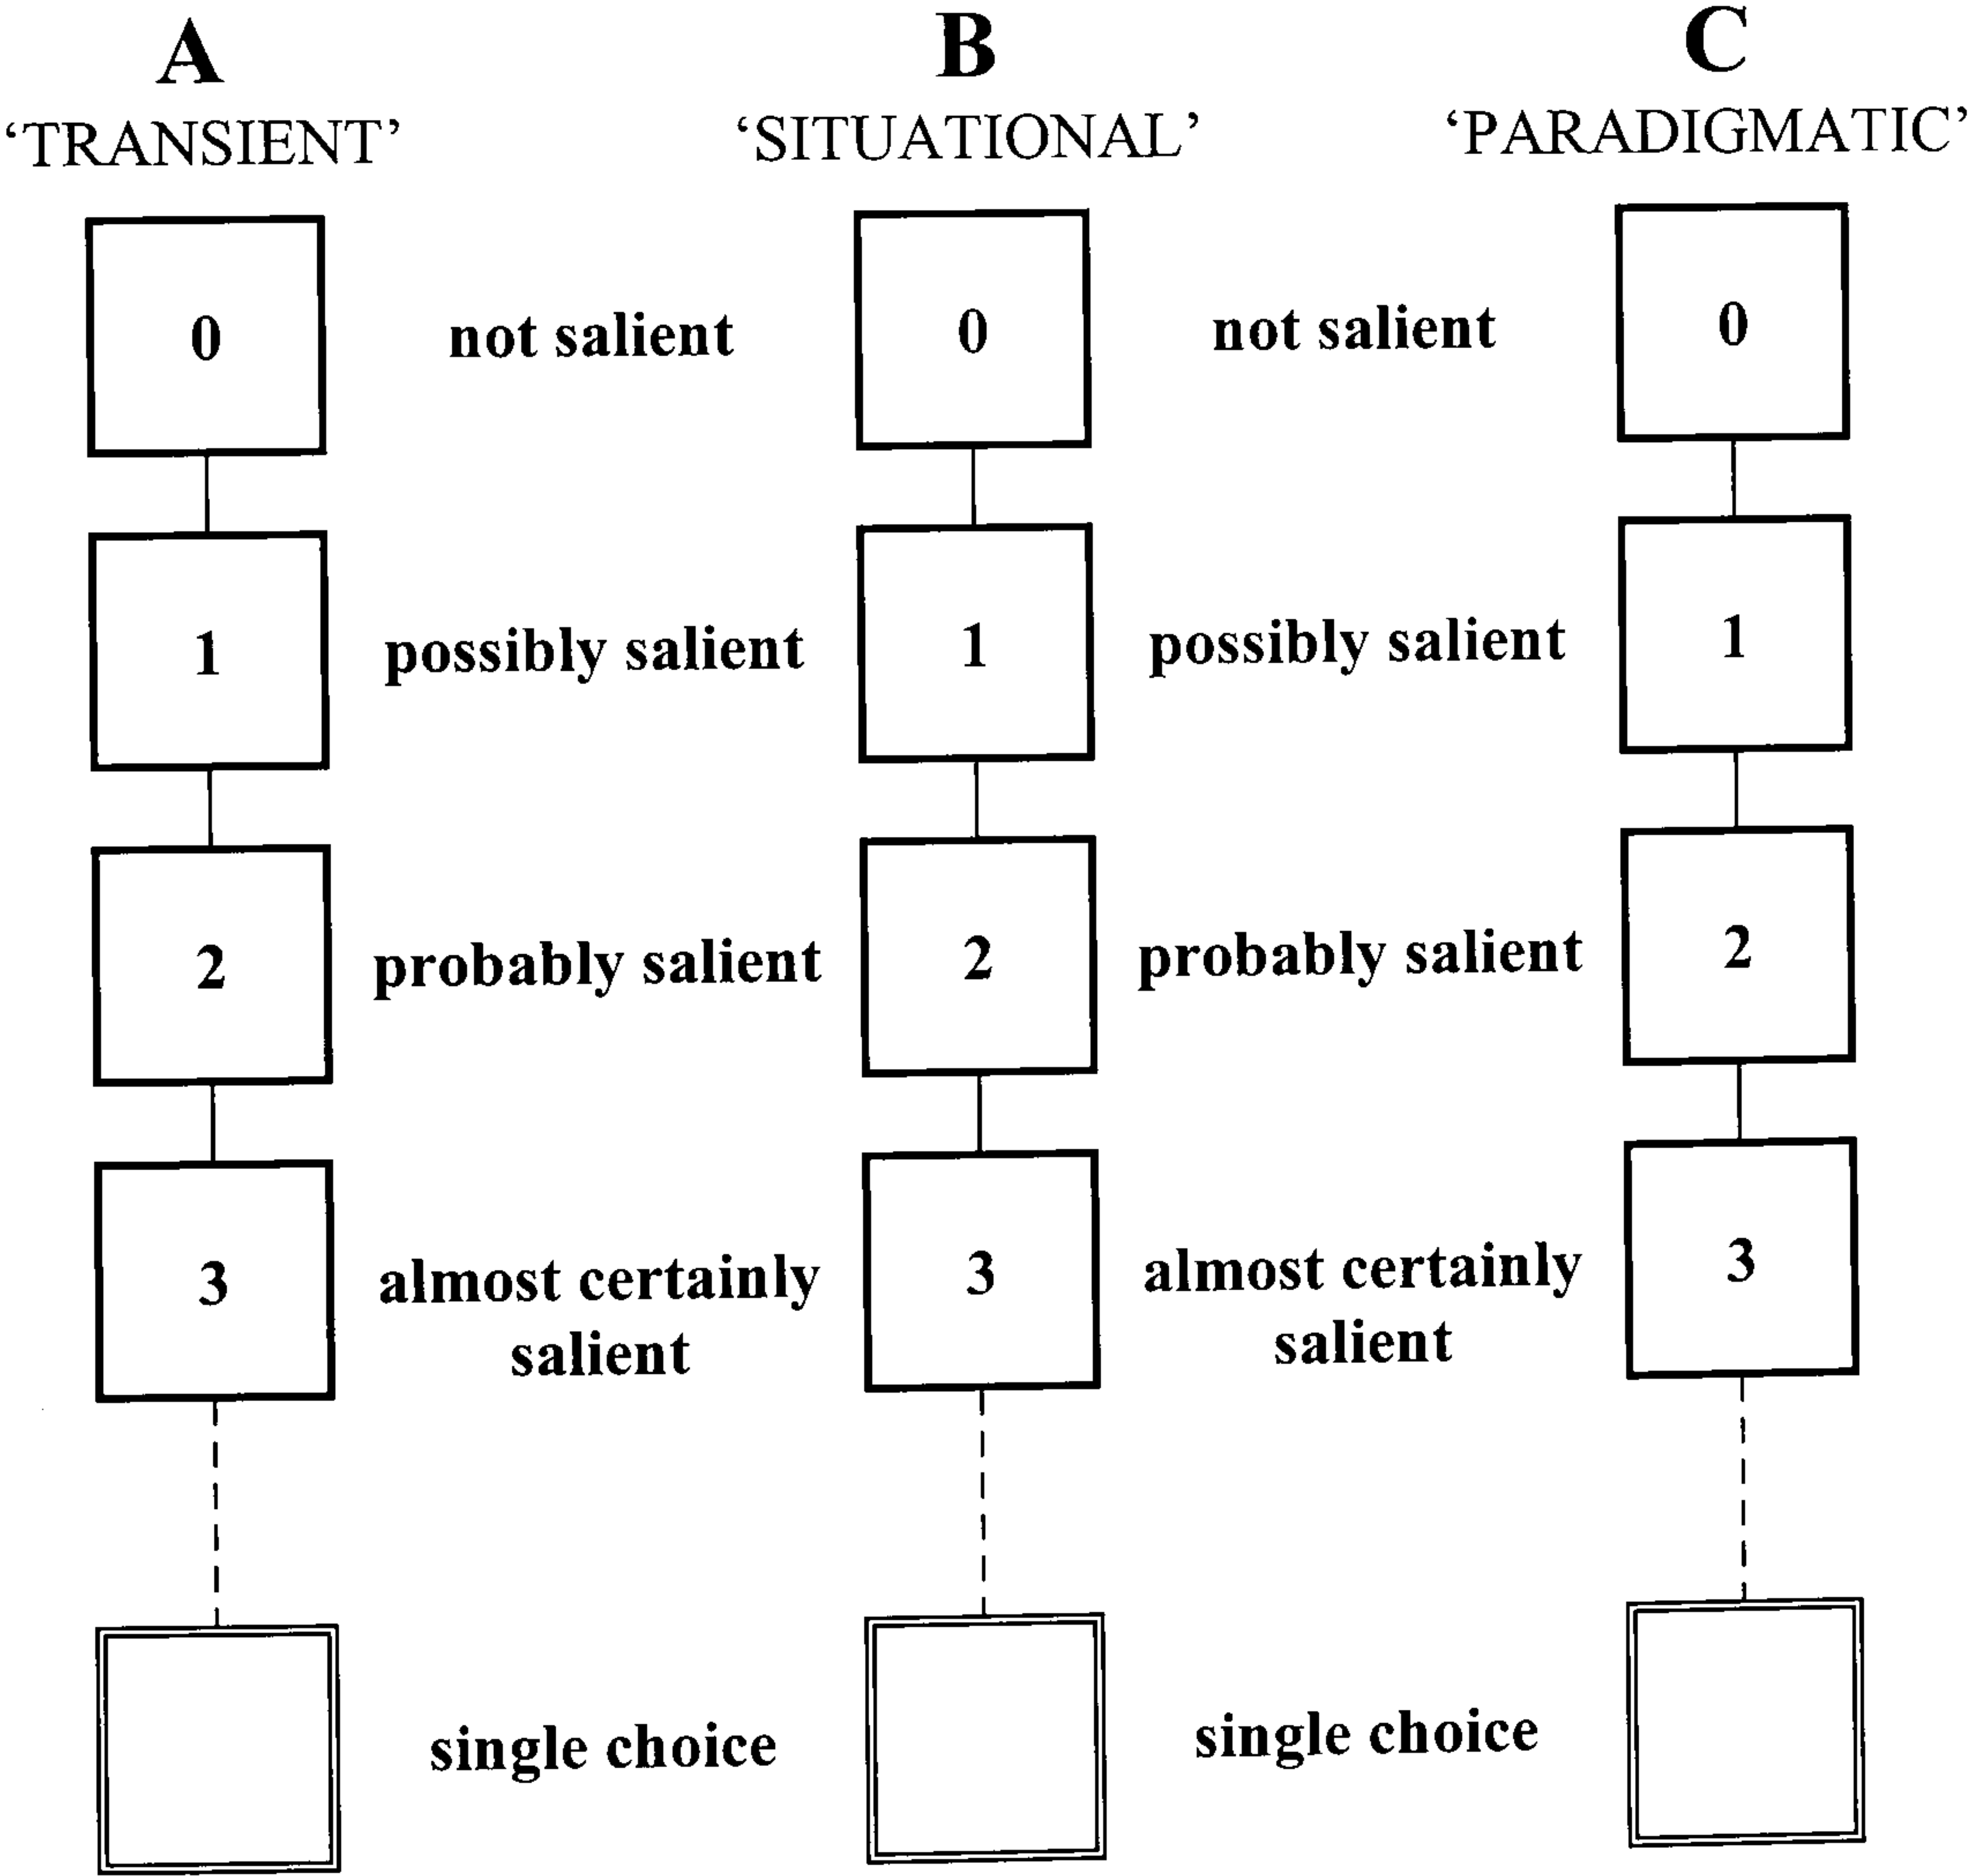 A B C
‘TRANSIENT’ ‘SITUATIONAL’ ‘PARADIGMATIC’
0 not salient 0 not salient 0
1 possibly salient 1 possibly salient 1
2 probably salient 2 probably salient 2
3 almost certainly 3 almost certainly 3
salient salient
single choice single choice